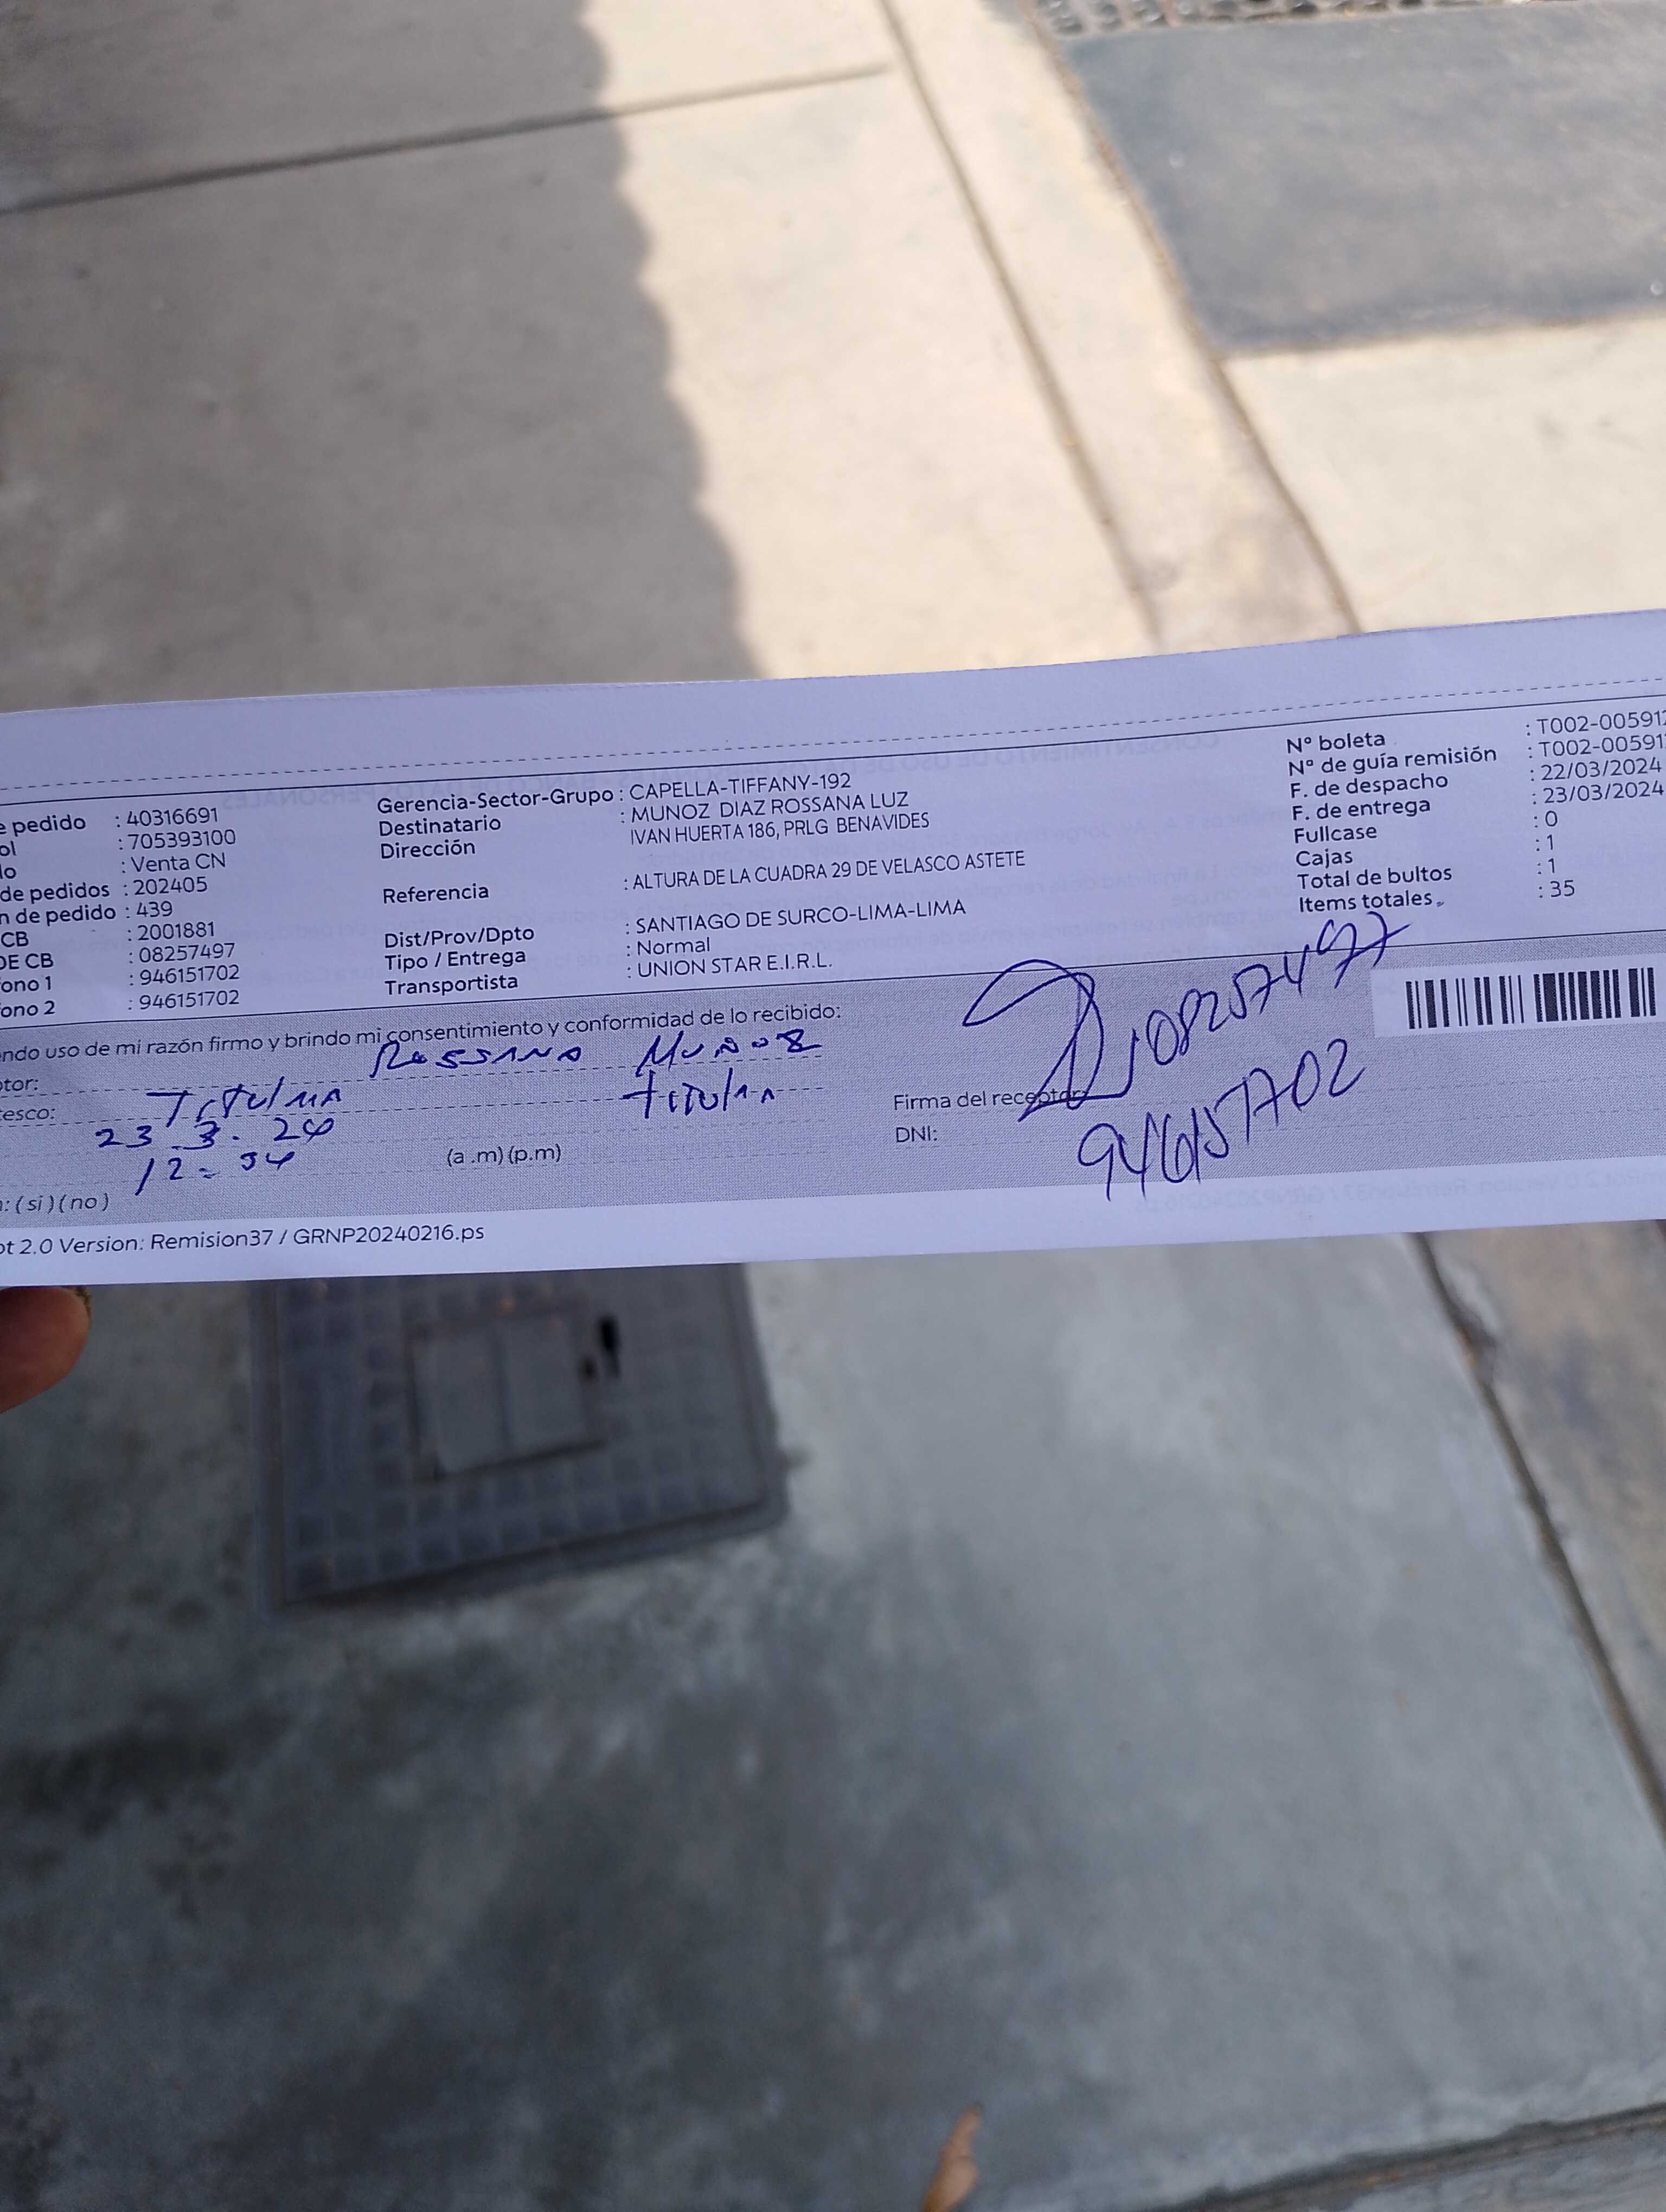 e pedido : 40316691
ol : 705393100
lo : Venta CN
de pedidos : 202405
n de pedido : 439
CB : 2001881
DE CB : 08257497
ono 1 : 946151702
ono 2 : 946151702
Gerencia-Sector-Grupo : CAPELLA-TIFFANY-192
Destinatario : MUNOZ DIAZ ROSSANA LUZ
Dirección IVAN HUERTA 186, PRLG BENAVIDES
Referencia : ALTURA DE LA CUADRA 29 DE VELASCO ASTETE
Dist/Prov/Dpto : SANTIAGO DE SURCO-LIMA-LIMA
Tipo / Entrega : Normal
Transportista : UNION STAR E.I.R.L.
N° boleta : T002-005912
N° de guía remisión : T002-00591
F. de despacho : 22/03/2024
F. de entrega : 23/03/2024
Fullcase : 0
Cajas : 1
Total de bultos : 1
Items totales : 35
ndo uso de mi razón firmo y brindo mi consentimiento y conformidad de lo recibido:
otor: Rossana Munoz
esco: Titular titular
23.3.24
12 (a .m) (p.m)
: ( si ) ( no )
Firma del receptor: 08257497
DNI: 946151702
ot 2.0 Version: Remision37 / GRNP20240216.ps